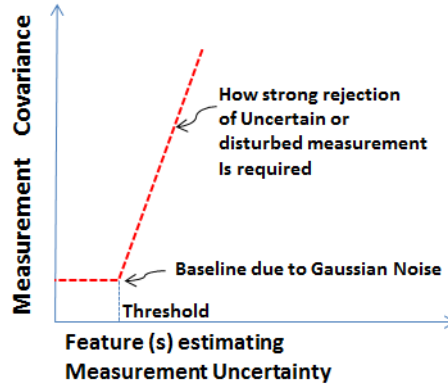 Measurement Covariance
How strong rejection
of Uncertain or
disturbed measurement
Is required
Baseline due to Gaussian Noise
Threshold
Feature (s) estimating
Measurement Uncertainty